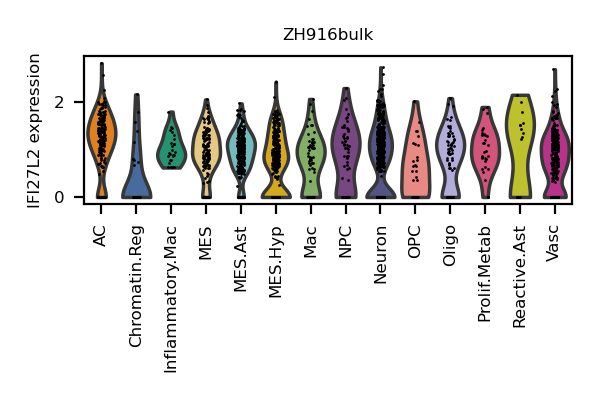 ZH916bulk
IFI27L2 expression
2
0
AC
Chromatin.Reg
Inflammatory.Mac
MES
MES.Ast
MES.Hyp
Mac
NPC
Neuron
OPC
Oligo
Prolif.Metab
Reactive.Ast
Vasc